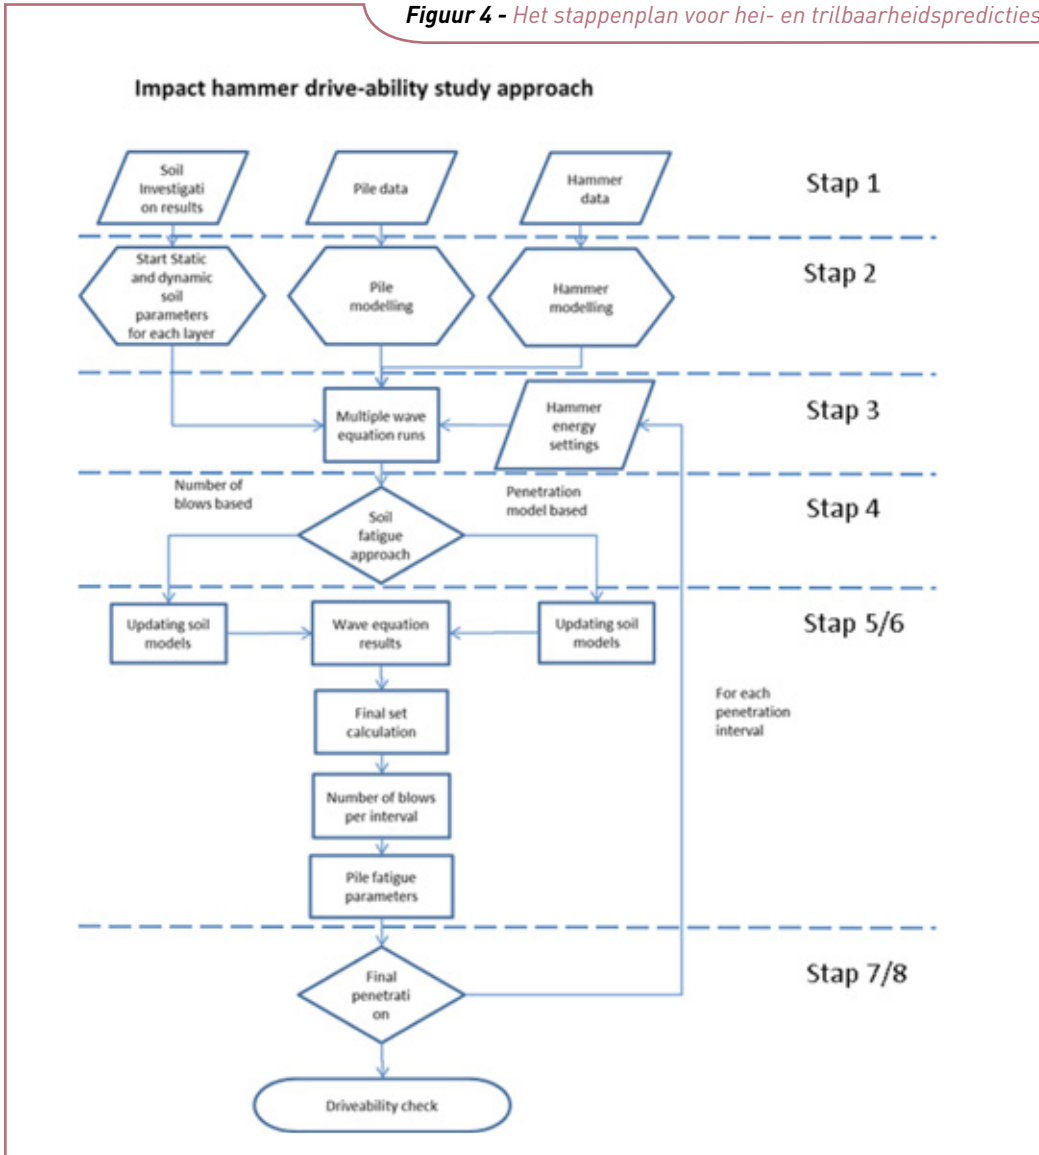 Figuur 4 - Het stappenplan voor hei- en trilbaarheidspredicties
Impact hammer drive-ability study approach
Soil
Investigati
on results
Pile data
Hammer
data
Stap 1
Start Static
and dynamic
soil
parameters
for each layer
Pile
modelling
Hammer
modelling
Stap 2
Multiple wave
equation runs
Hammer
energy
settings
Stap 3
Number of
blows based
Soil
fatigue
approach
Penetration
model based
Stap 4
Updating soil
models
Wave equation
results
Updating soil
models
Stap 5/6
Final set
calculation
For each
penetration
interval
Number of blows
per interval
Pile fatigue
parameters
Final
penetrati
on
Stap 7/8
Driveability check